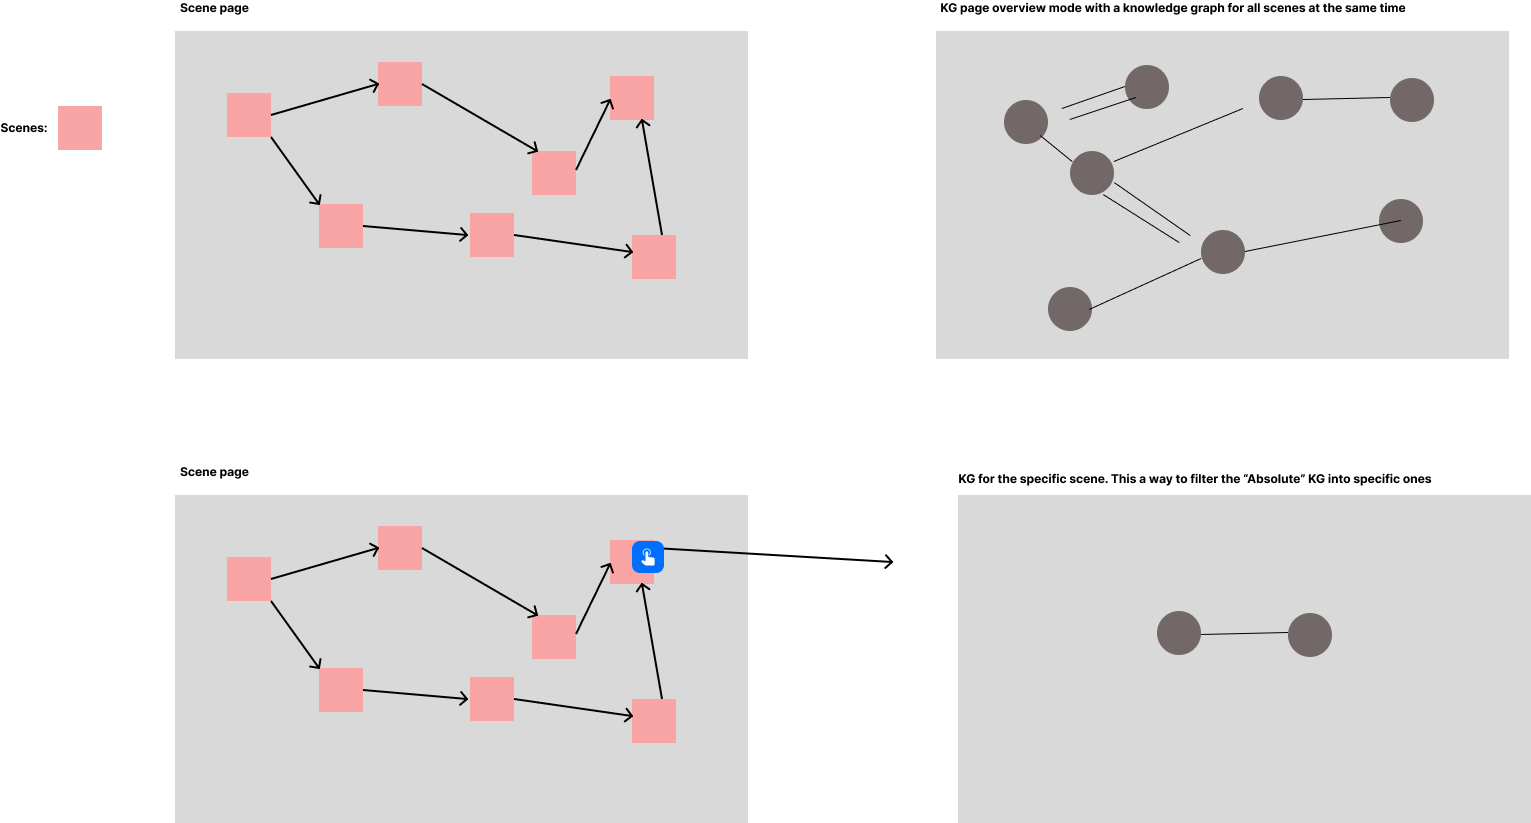 Scene page
KG page overview mode with a knowledge graph for all scenes at the same time
Scenes:
Scene page
KG for the specific scene. This a way to filter the “Absolute” KG into specific ones